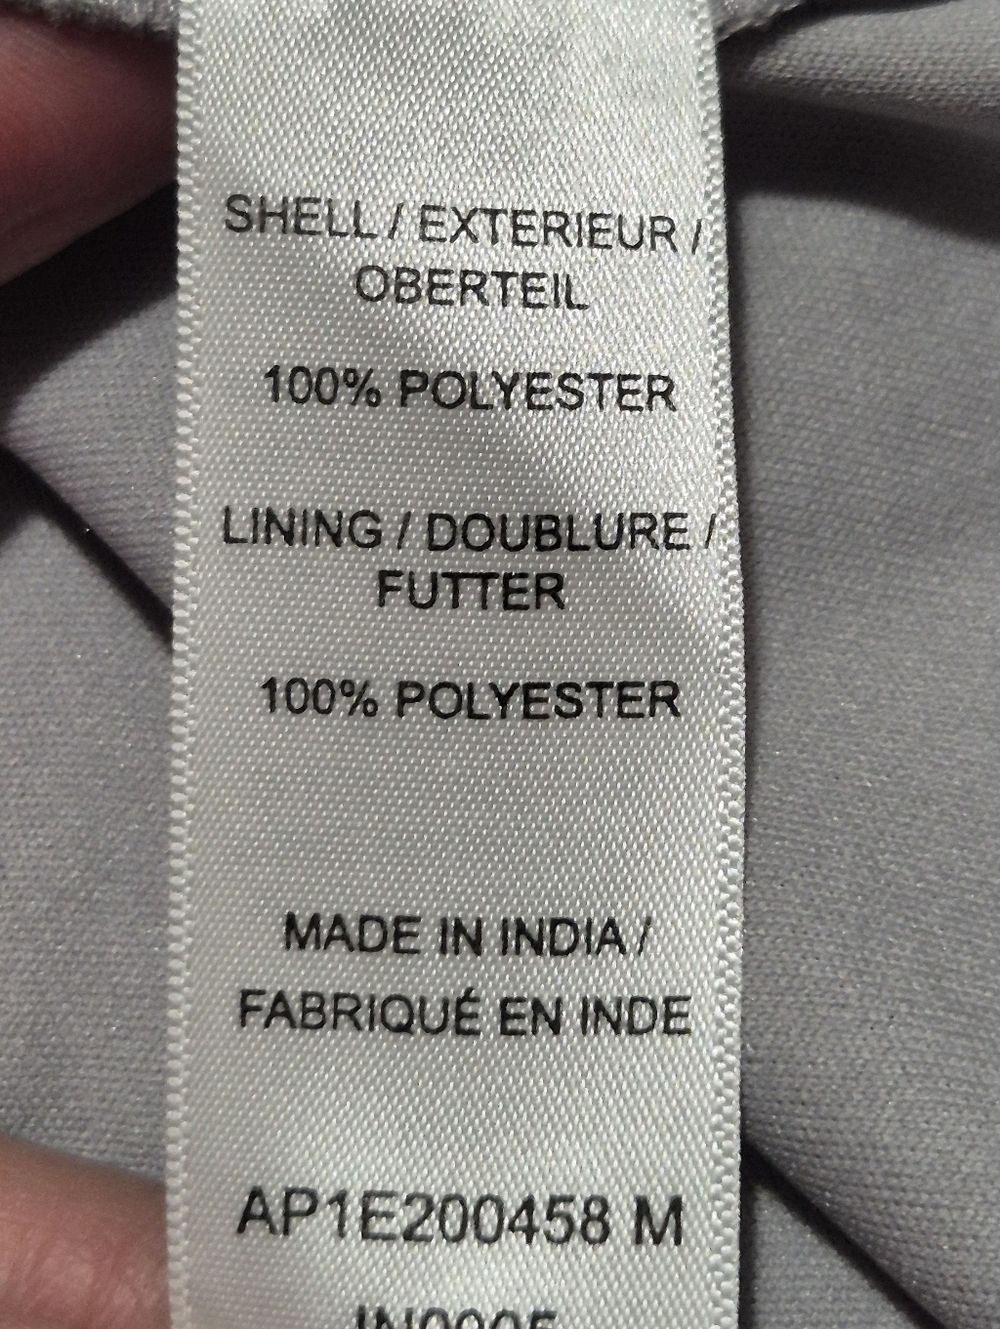 SHELL / EXTERIEUR /
OBERTEIL
100% POLYESTER
LINING / DOUBLURE /
FUTTER
100% POLYESTER
MADE IN INDIA /
FABRIQUÉ EN INDE
AP1E200458 M